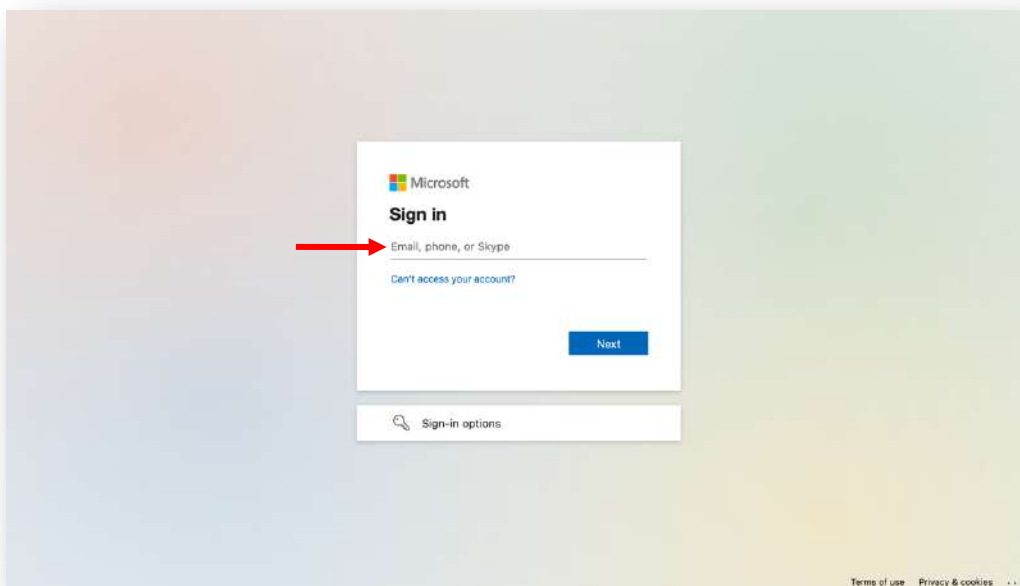 Microsoft
Sign in
Email, phone, or Skype
Can't access your account?
Next
Sign-in options
Terms of use Privacy & cookies